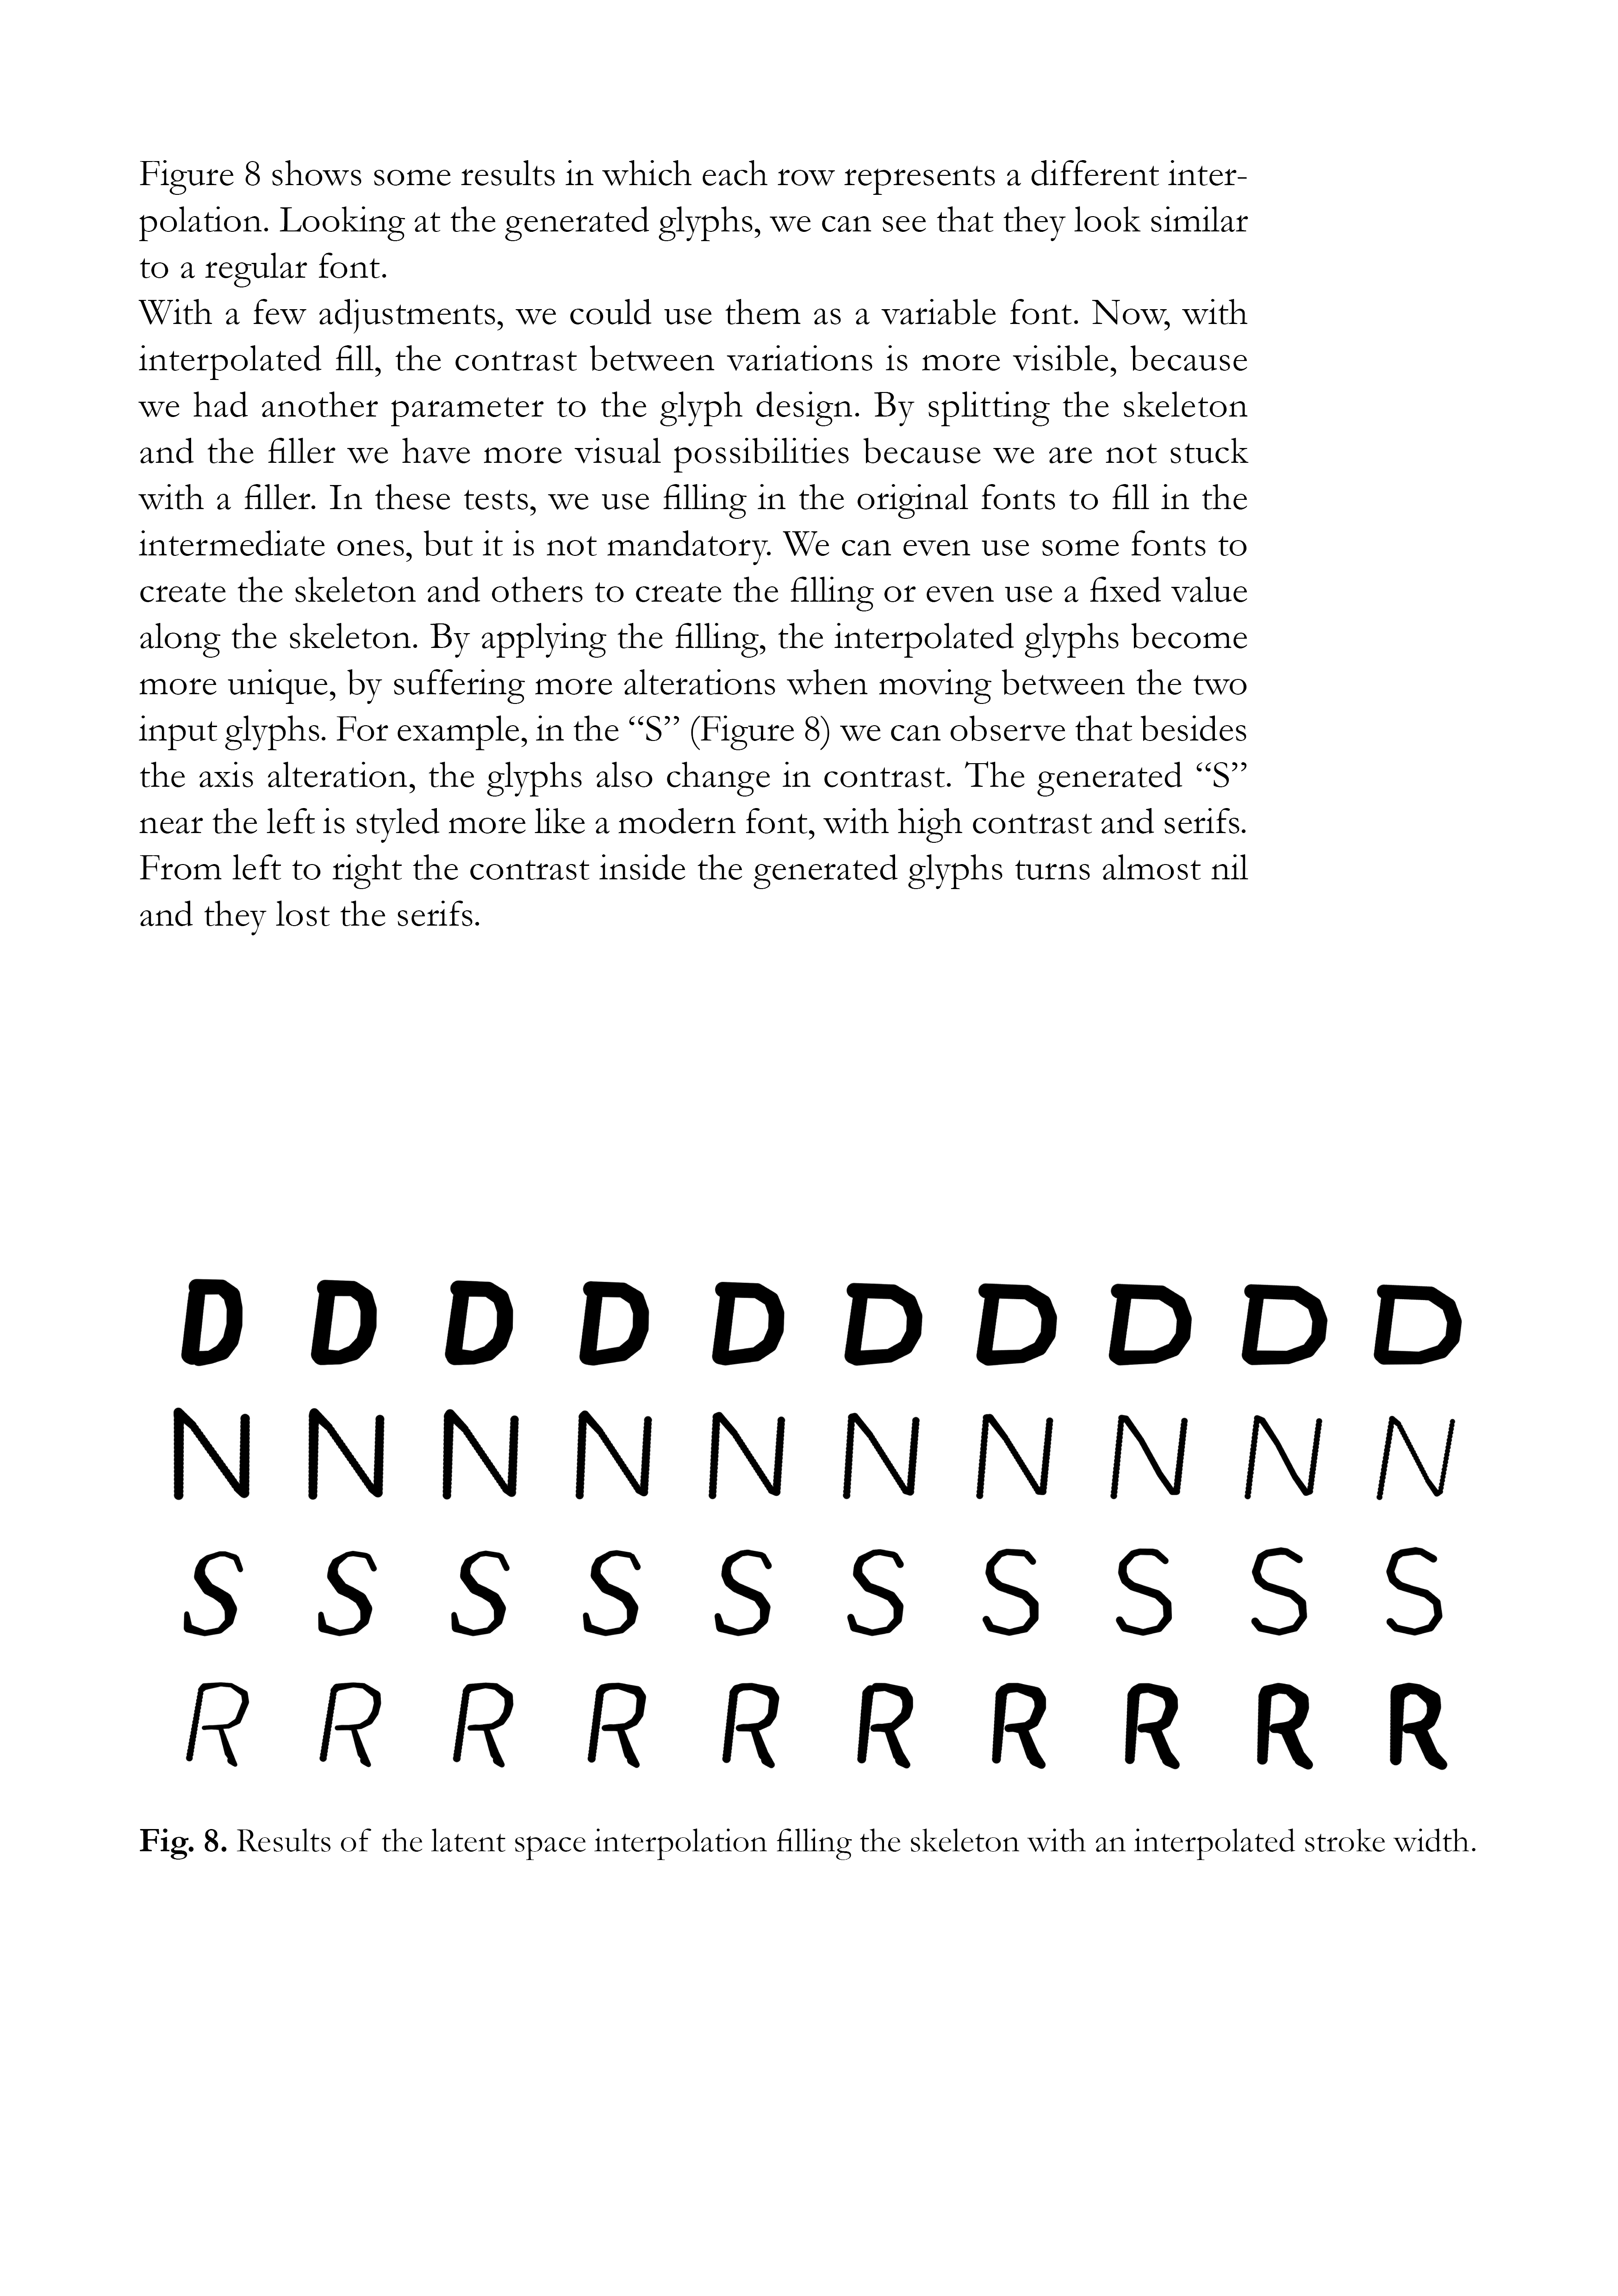 Figure 8 shows some results in which each row represents a different inter-
polation. Looking at the generated glyphs, we can see that they look similar
to a regular font.
With a few adjustments, we could use them as a variable font. Now, with
interpolated fill, the contrast between variations is more visible, because
we had another parameter to the glyph design. By splitting the skeleton
and the filler we have more visual possibilities because we are not stuck
with a filler. In these tests, we use filling in the original fonts to fill in the
intermediate ones, but it is not mandatory. We can even use some fonts to
create the skeleton and others to create the filling or even use a fixed value
along the skeleton. By applying the filling, the interpolated glyphs become
more unique, by suffering more alterations when moving between the two
input glyphs. For example, in the “S” (Figure 8) we can observe that besides
the axis alteration, the glyphs also change in contrast. The generated “S”
near the left is styled more like a modern font, with high contrast and serifs.
From left to right the contrast inside the generated glyphs turns almost nil
and they lost the serifs.
D D D D D D D D D D
N N N N N N N N N N
S S S S S S S S S S
R R R R R R R R R R
Fig. 8. Results of the latent space interpolation filling the skeleton with an interpolated stroke width.